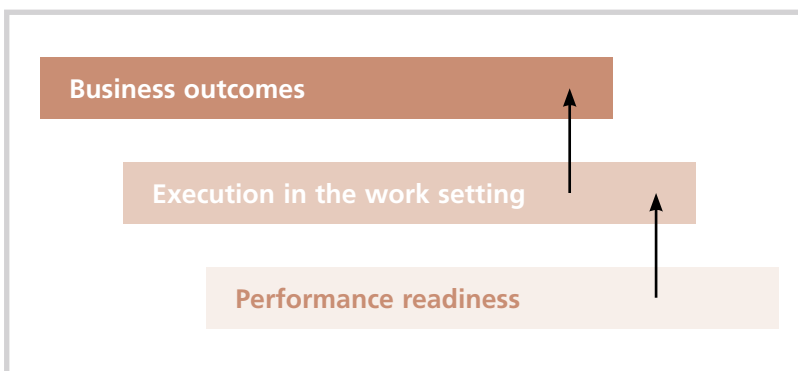 Business outcomes
Execution in the work setting
Performance readiness